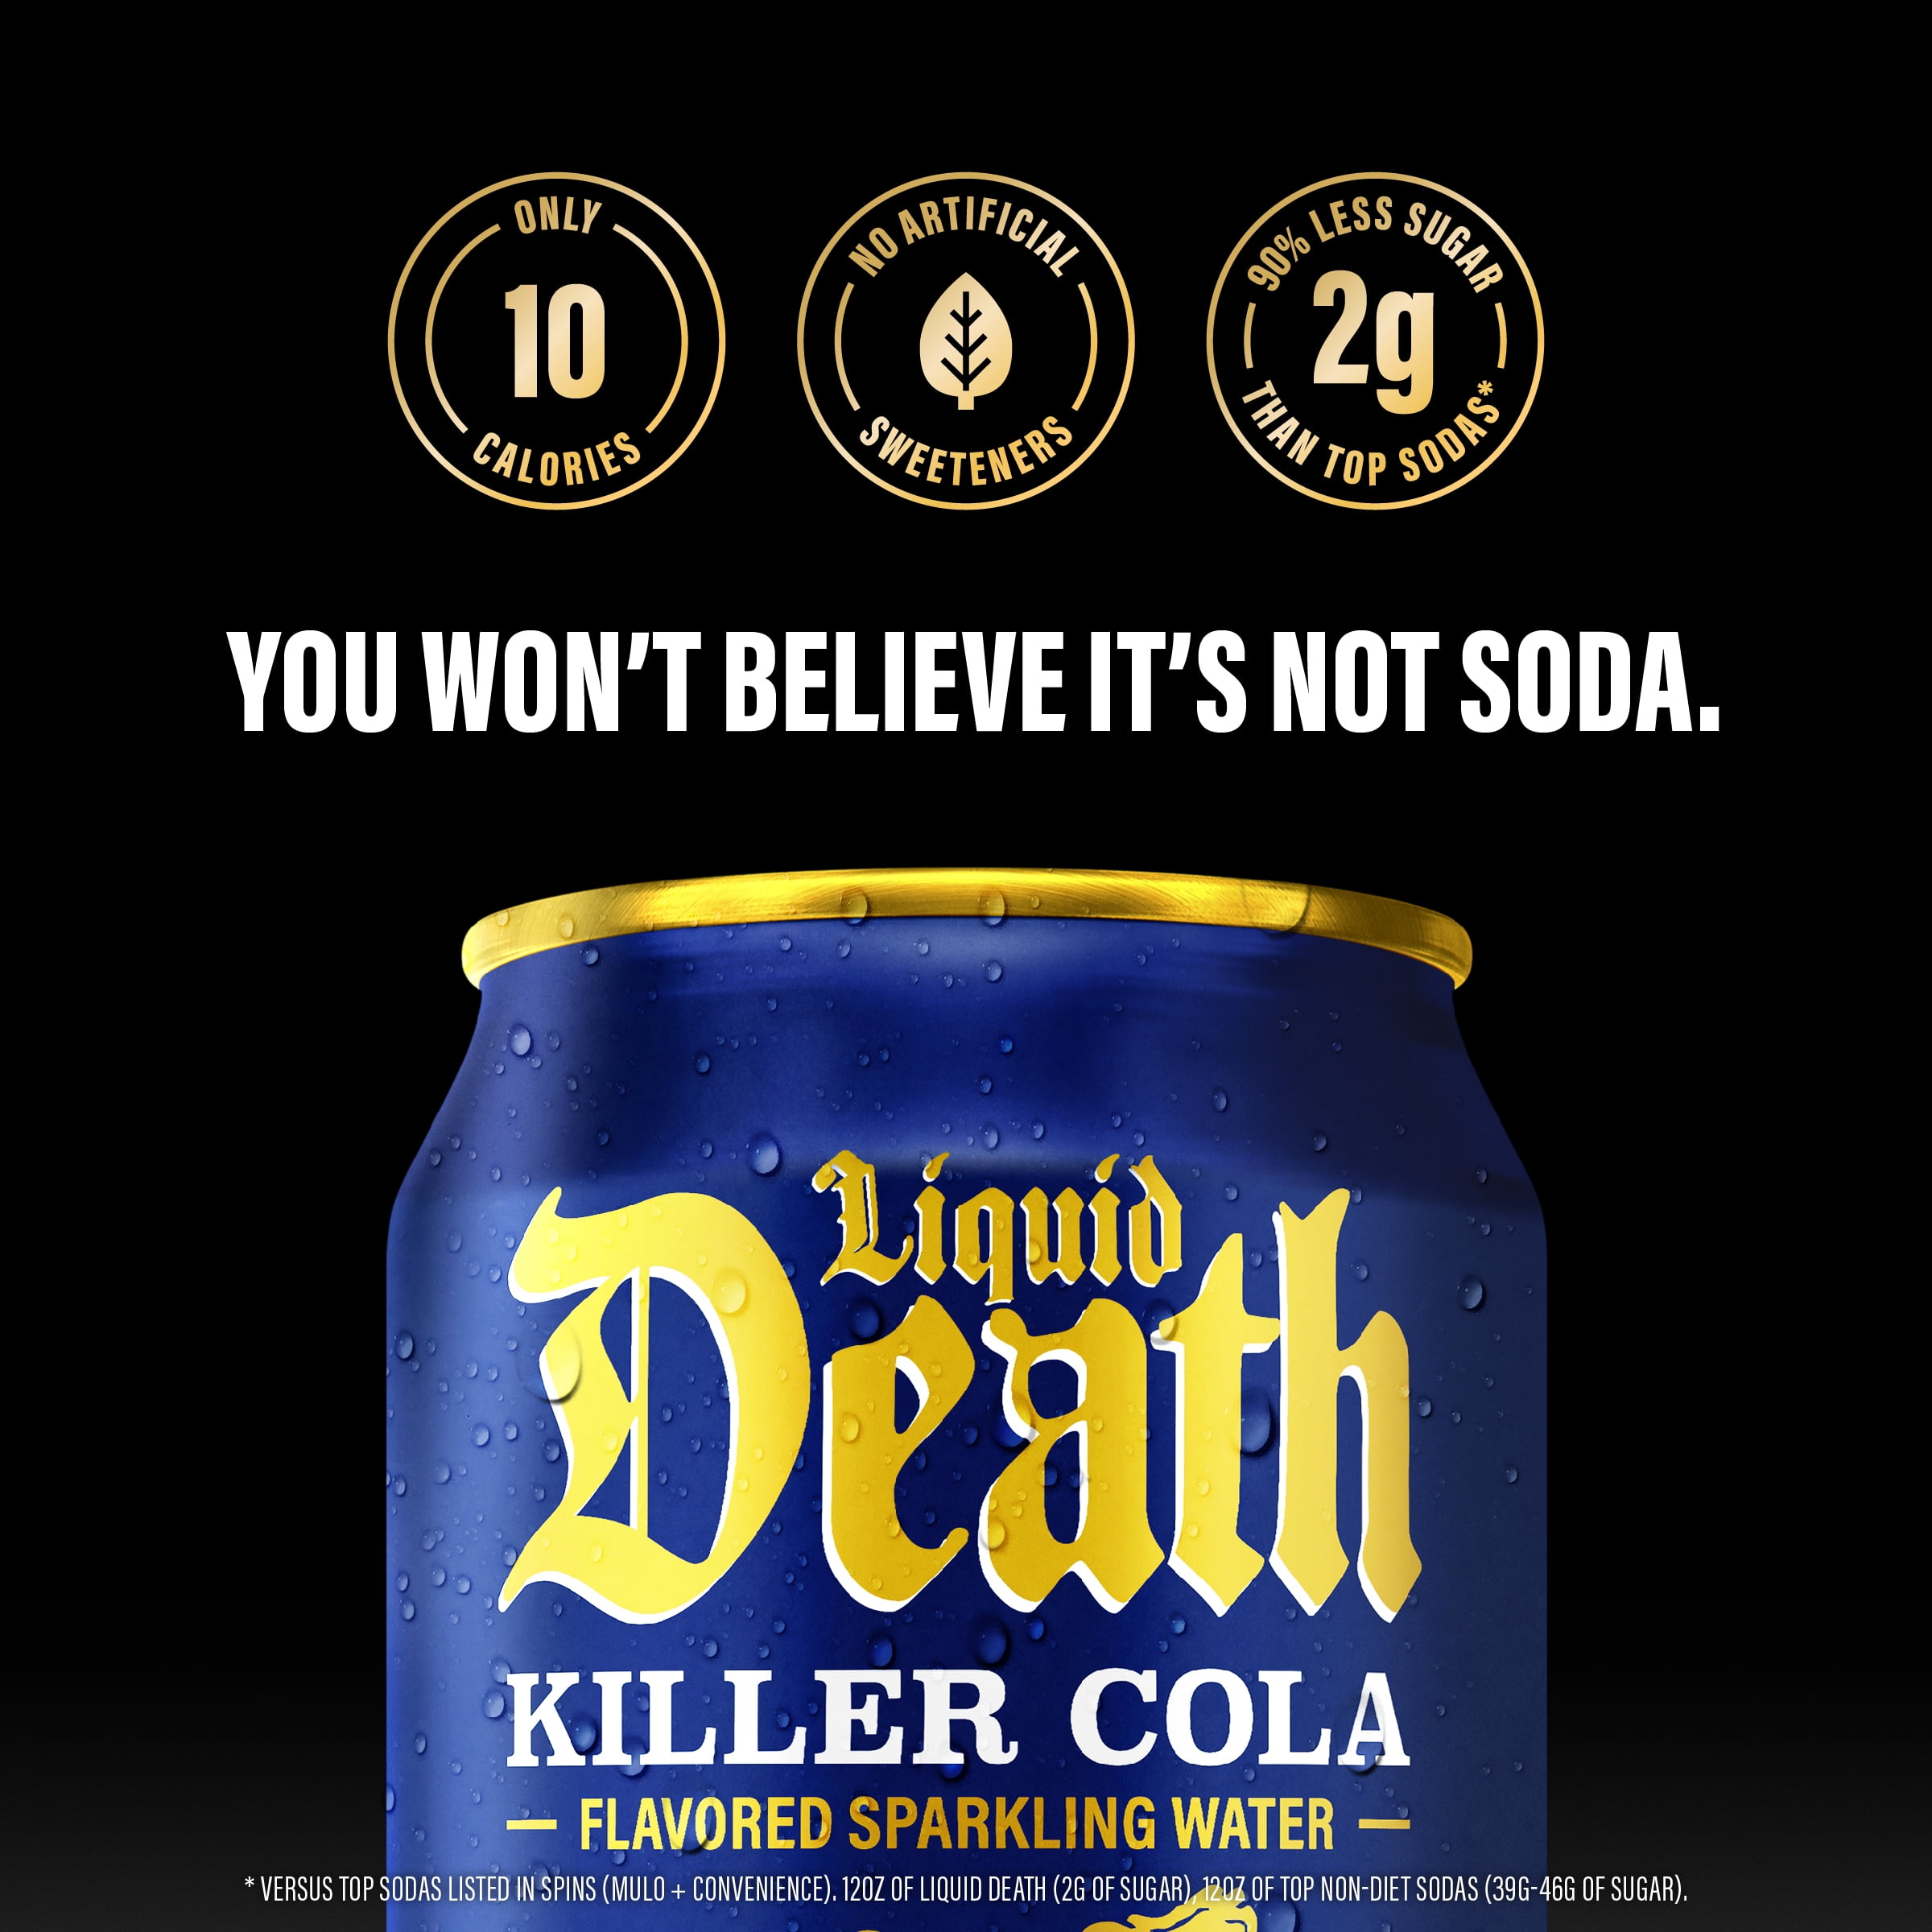 ONLY
10
CALORIES
NO ARTIFICIAL
SWEETENERS
90% LESS SUGAR
2g
THAN TOP SODAS*
YOU WON'T BELIEVE IT'S NOT SODA.
Liquid
Death
KILLER COLA
— FLAVORED SPARKLING WATER —
* VERSUS TOP SODAS LISTED IN SPINS (MULO + CONVENIENCE). 12OZ OF LIQUID DEATH (2G OF SUGAR), 12OZ OF TOP NON-DIET SODAS (39G-46G OF SUGAR).